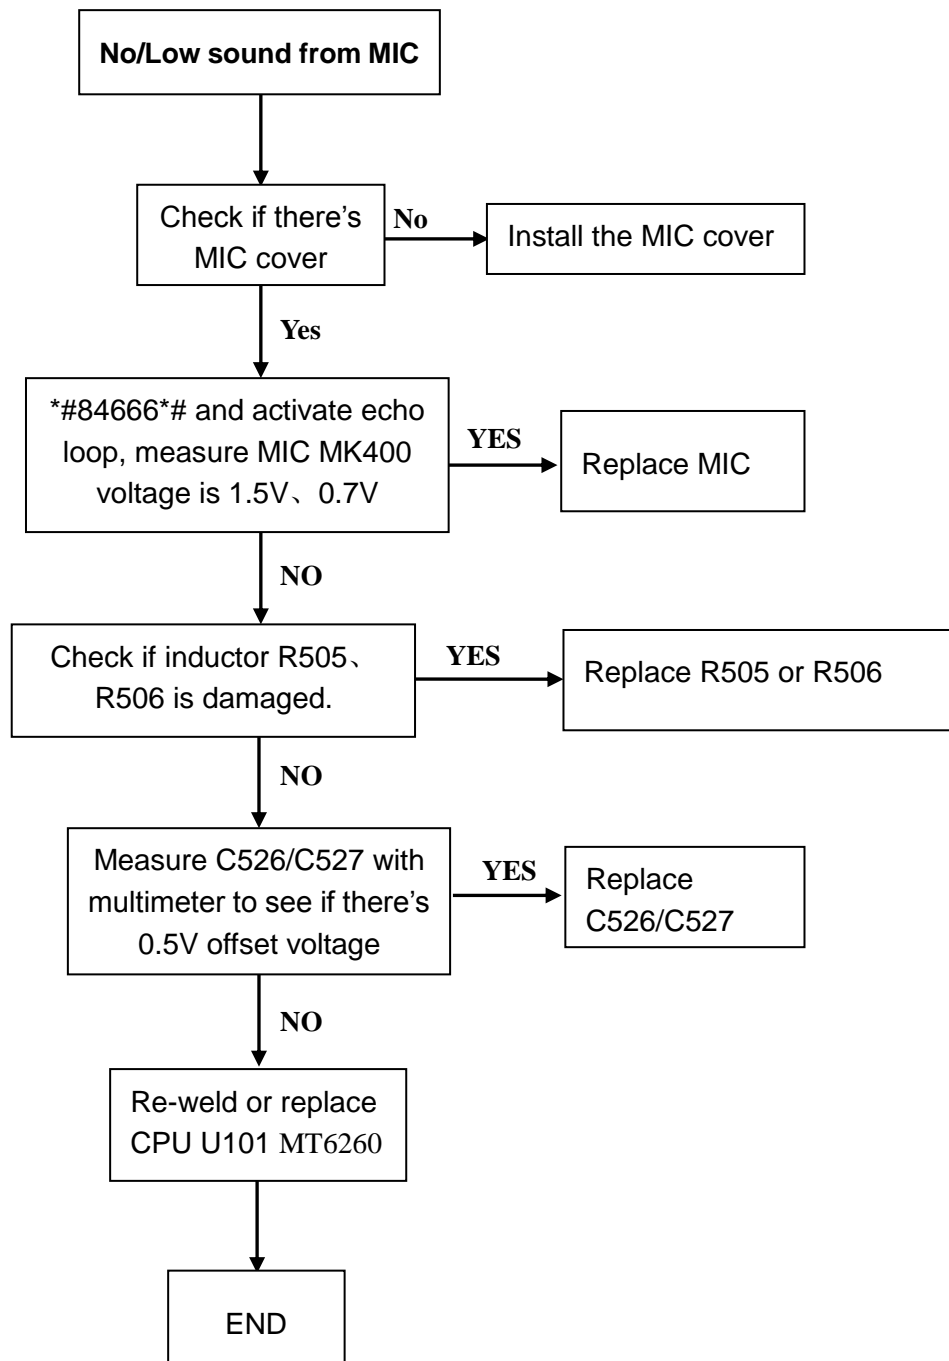 No/Low sound from MIC
Check if there’s
MIC cover
No
Install the MIC cover
Yes
*#84666*# and activate echo
loop, measure MIC MK400
voltage is 1.5V、0.7V
YES
Replace MIC
NO
Check if inductor R505、
R506 is damaged.
YES
Replace R505 or R506
NO
Measure C526/C527 with
multimeter to see if there’s
0.5V offset voltage
YES
Replace
C526/C527
NO
Re-weld or replace
CPU U101 MT6260
END